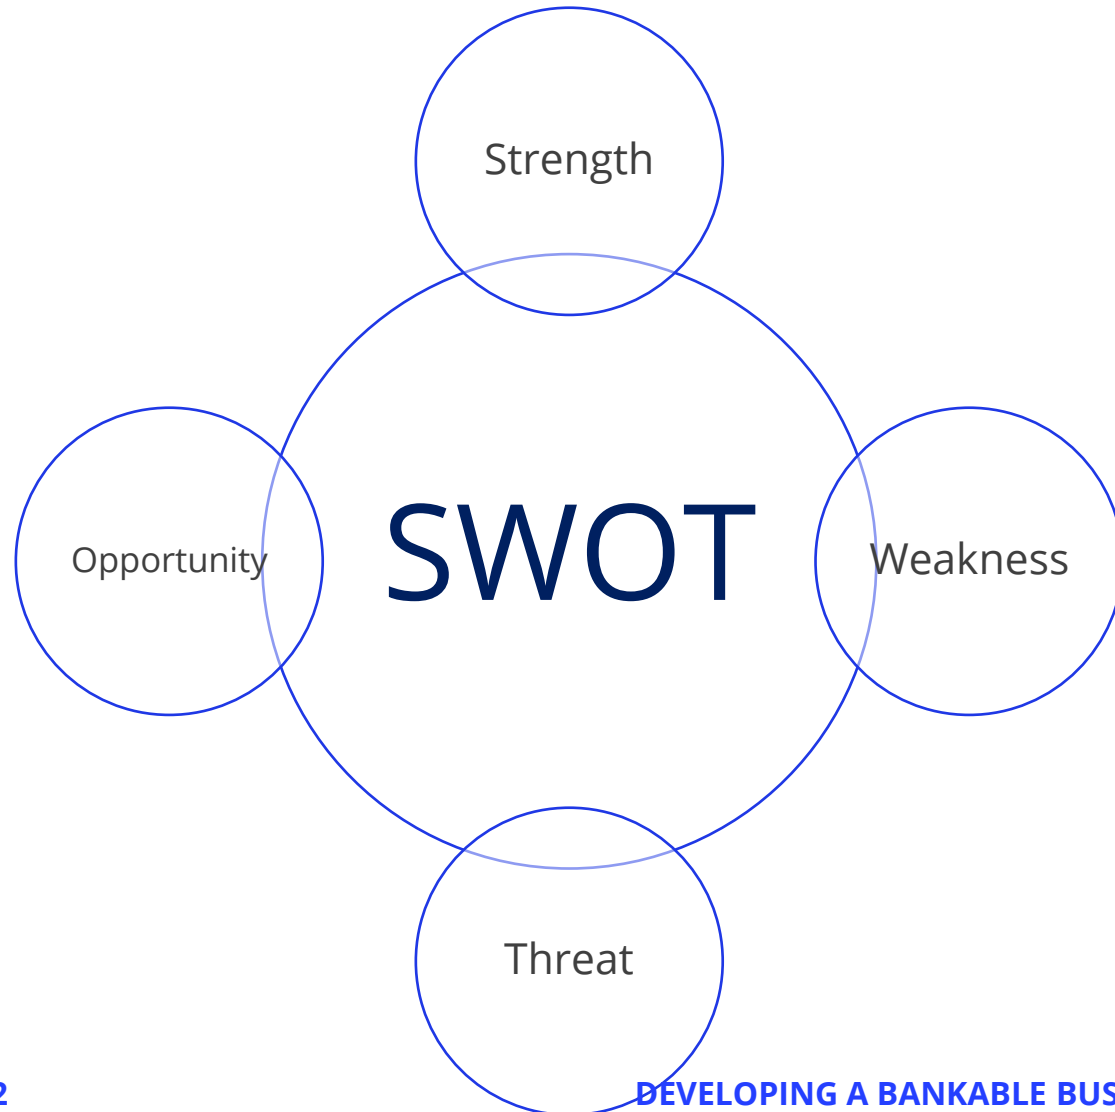 Strength
Opportunity
SWOT
Weakness
Threat
2
DEVELOPING A BANKABLE BUS